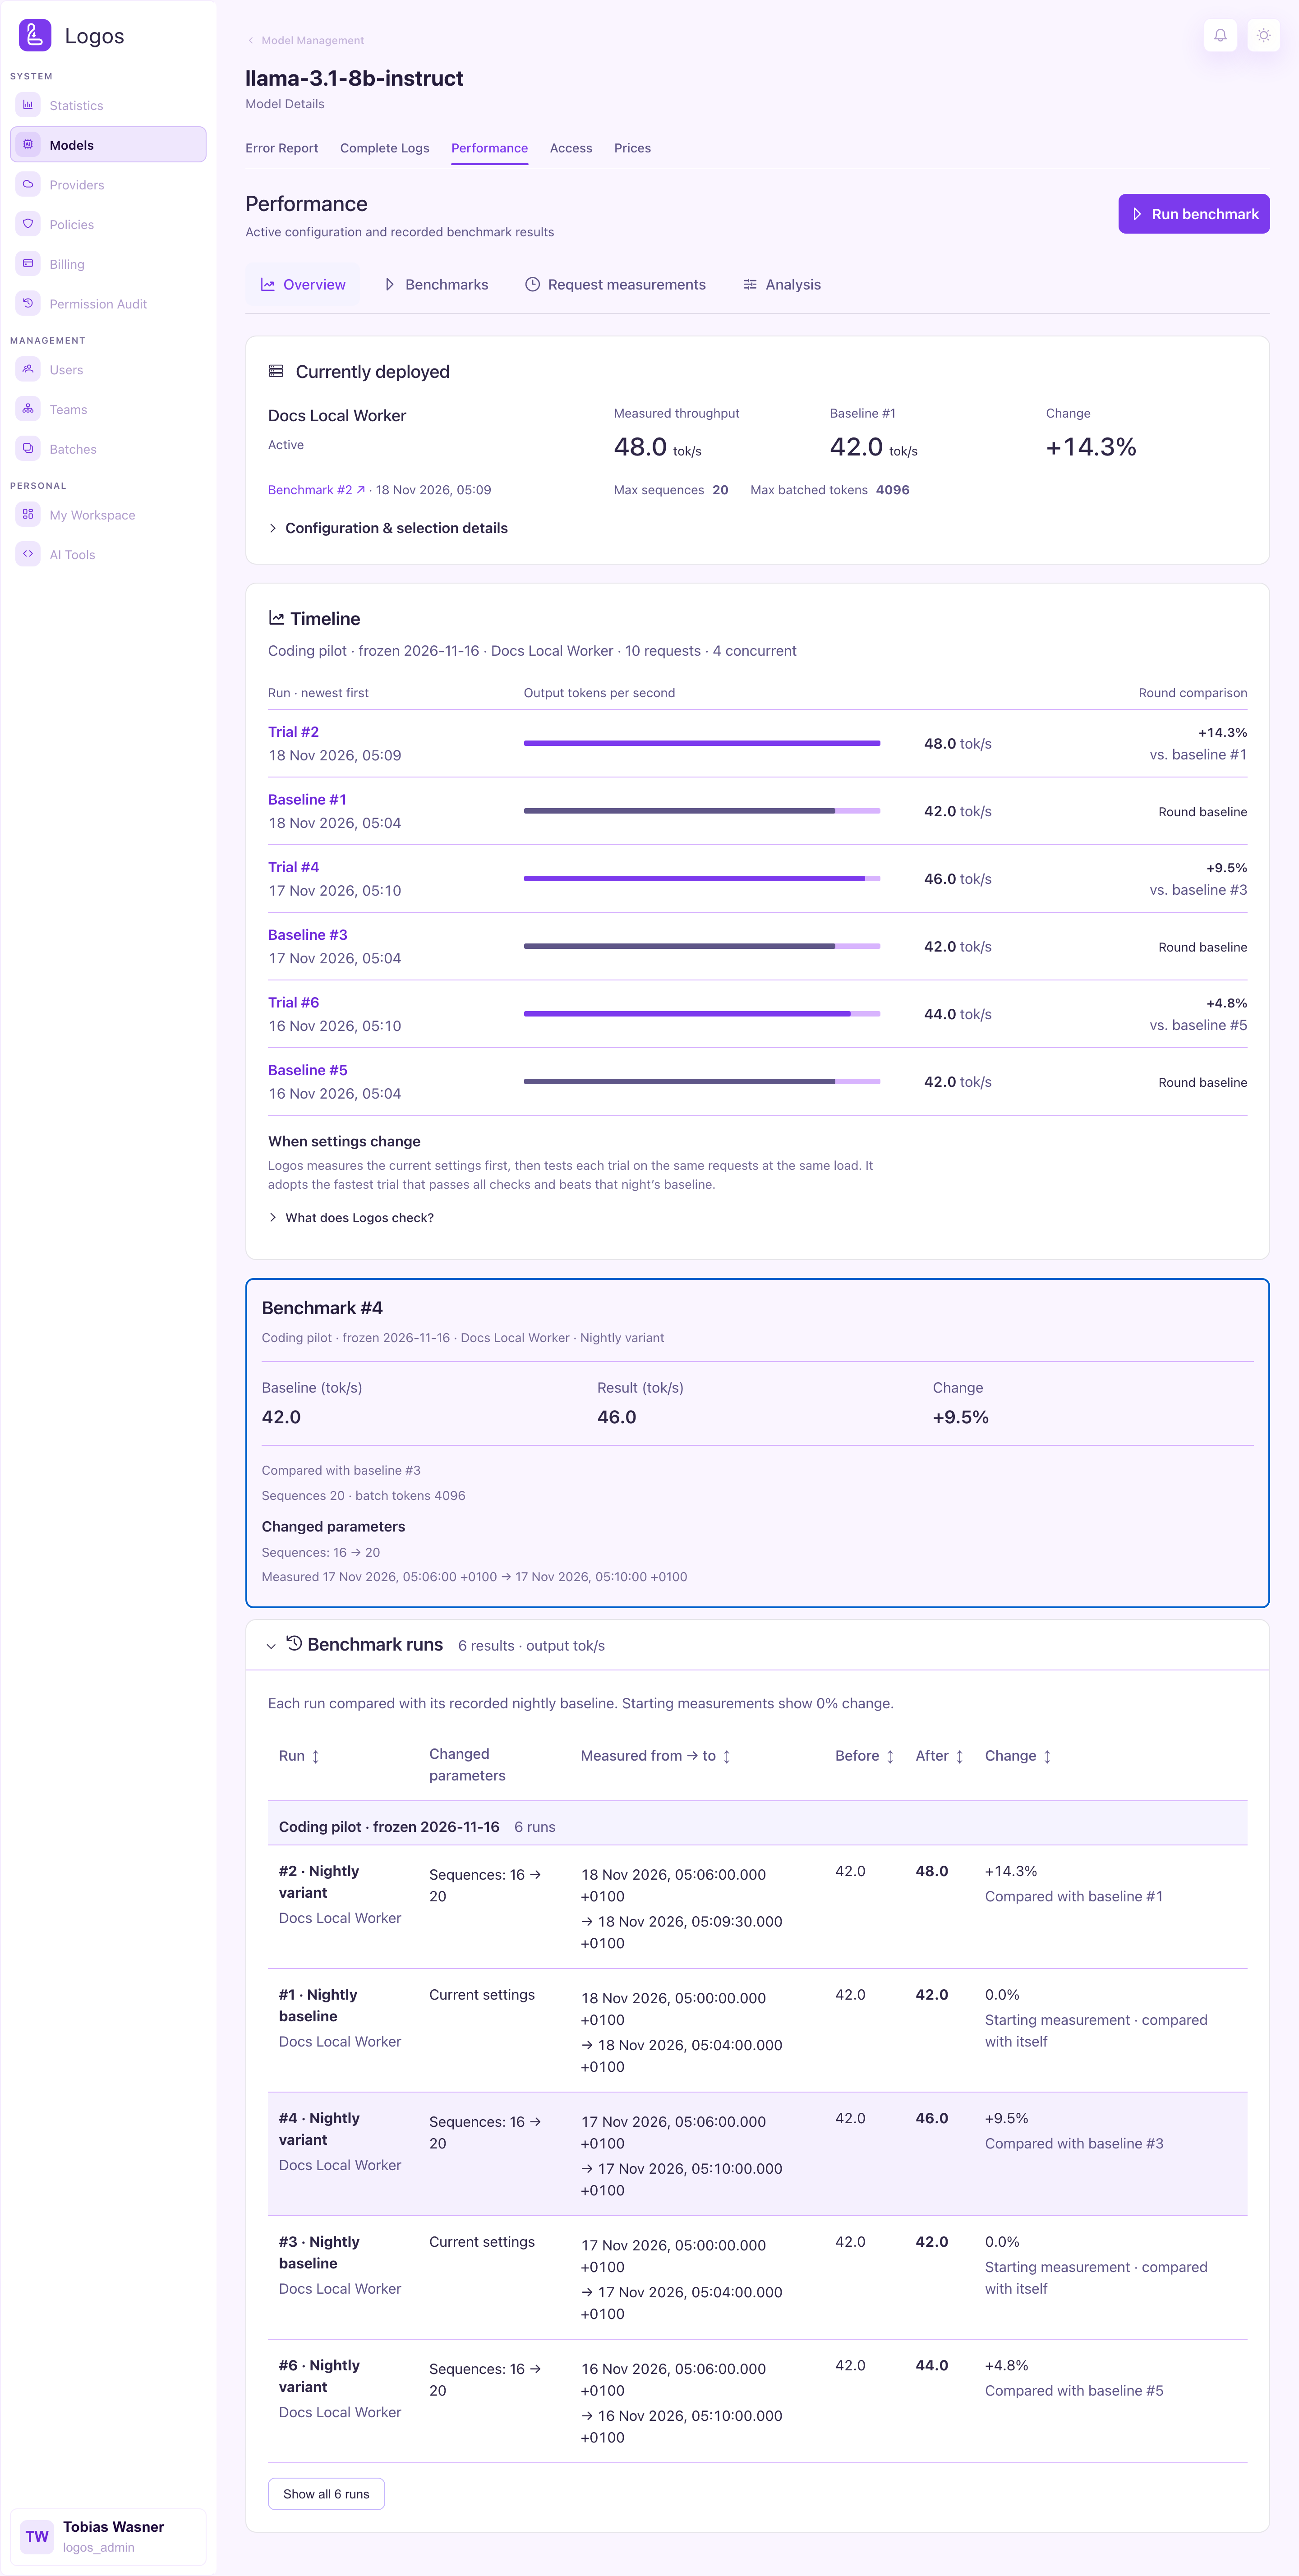 Logos
SYSTEM
Statistics
Models
Providers
Policies
Billing
Permission Audit
MANAGEMENT
Users
Teams
Batches
PERSONAL
My Workspace
AI Tools
TW
Tobias Wasner
logos_admin
Model Management
llama-3.1-8b-instruct
Model Details
Error Report
Complete Logs
Performance
Access
Prices
Performance
Active configuration and recorded benchmark results
Run benchmark
Overview
Benchmarks
Request measurements
Analysis
Currently deployed
Docs Local Worker
Active
Measured throughput
48.0 tok/s
Baseline #1
42.0 tok/s
Change
+14.3%
Benchmark #2 ↗ · 18 Nov 2026, 05:09
Max sequences 20 Max batched tokens 4096
Configuration & selection details
Timeline
Coding pilot · frozen 2026-11-16 · Docs Local Worker · 10 requests · 4 concurrent
Run · newest first Output tokens per second Round comparison
Trial #2
18 Nov 2026, 05:09
48.0 tok/s
+14.3%
vs. baseline #1
Baseline #1
18 Nov 2026, 05:04
42.0 tok/s
Round baseline
Trial #4
17 Nov 2026, 05:10
46.0 tok/s
+9.5%
vs. baseline #3
Baseline #3
17 Nov 2026, 05:04
42.0 tok/s
Round baseline
Trial #6
16 Nov 2026, 05:10
44.0 tok/s
+4.8%
vs. baseline #5
Baseline #5
16 Nov 2026, 05:04
42.0 tok/s
Round baseline
When settings change
Logos measures the current settings first, then tests each trial on the same requests at the same load. It
adopts the fastest trial that passes all checks and beats that night's baseline.
What does Logos check?
Benchmark #4
Coding pilot · frozen 2026-11-16 · Docs Local Worker · Nightly variant
Baseline (tok/s)
42.0
Result (tok/s)
46.0
Change
+9.5%
Compared with baseline #3
Sequences 20 · batch tokens 4096
Changed parameters
Sequences: 16 → 20
Measured 17 Nov 2026, 05:06:00 +0100 → 17 Nov 2026, 05:10:00 +0100
Benchmark runs 6 results · output tok/s
Each run compared with its recorded nightly baseline. Starting measurements show 0% change.
Run
Changed
parameters
Measured from → to
Before
After
Change
Coding pilot · frozen 2026-11-16 6 runs
#2 · Nightly
variant
Docs Local Worker
Sequences: 16 →
20
18 Nov 2026, 05:06:00.000
+0100
→ 18 Nov 2026, 05:09:30.000
+0100
42.0
48.0
+14.3%
Compared with baseline #1
#1 · Nightly
baseline
Docs Local Worker
Current settings
18 Nov 2026, 05:00:00.000
+0100
→ 18 Nov 2026, 05:04:00.000
+0100
42.0
42.0
0.0%
Starting measurement · compared
with itself
#4 · Nightly
variant
Docs Local Worker
Sequences: 16 →
20
17 Nov 2026, 05:06:00.000
+0100
→ 17 Nov 2026, 05:10:00.000
+0100
42.0
46.0
+9.5%
Compared with baseline #3
#3 · Nightly
baseline
Docs Local Worker
Current settings
17 Nov 2026, 05:00:00.000
+0100
→ 17 Nov 2026, 05:04:00.000
+0100
42.0
42.0
0.0%
Starting measurement · compared
with itself
#6 · Nightly
variant
Docs Local Worker
Sequences: 16 →
20
16 Nov 2026, 05:06:00.000
+0100
→ 16 Nov 2026, 05:10:00.000
+0100
42.0
44.0
+4.8%
Compared with baseline #5
Show all 6 runs